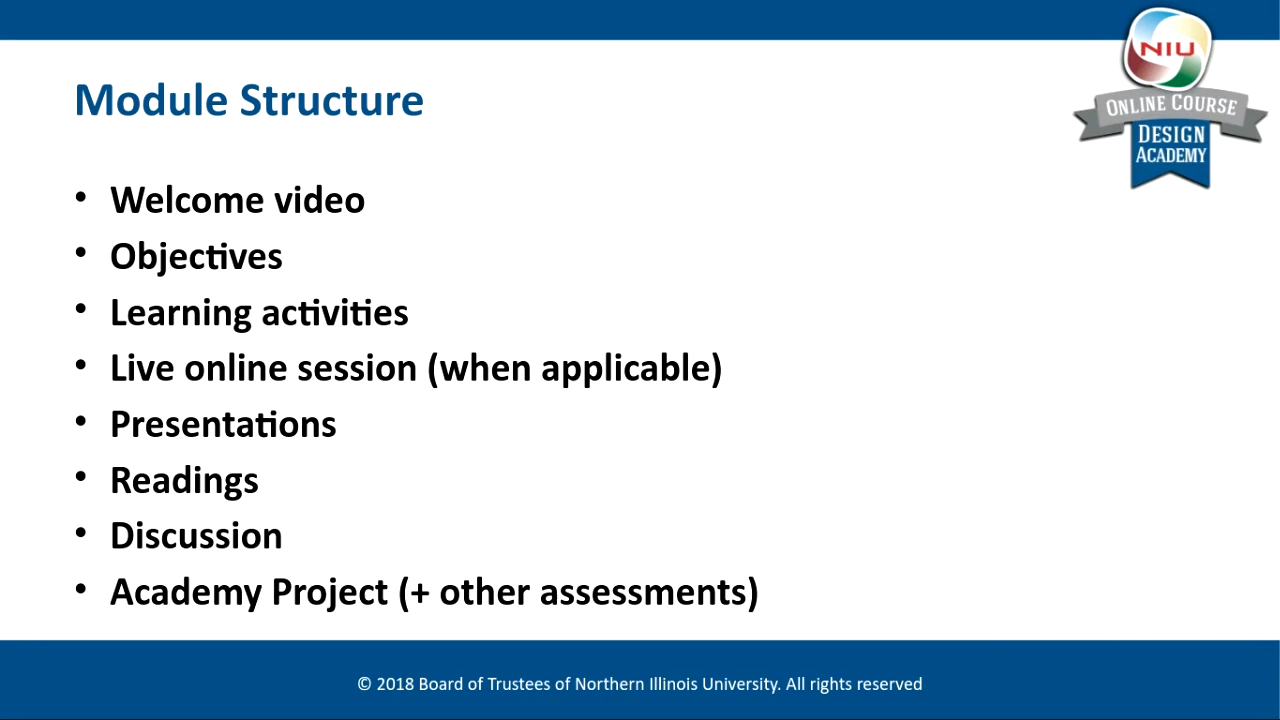 NIU
ONLINE COURSE
DESIGN
ACADEMY
Module Structure
• Welcome video
• Objectives
• Learning activities
• Live online session (when applicable)
• Presentations
• Readings
• Discussion
• Academy Project (+ other assessments)
© 2018 Board of Trustees of Northern Illinois University. All rights reserved